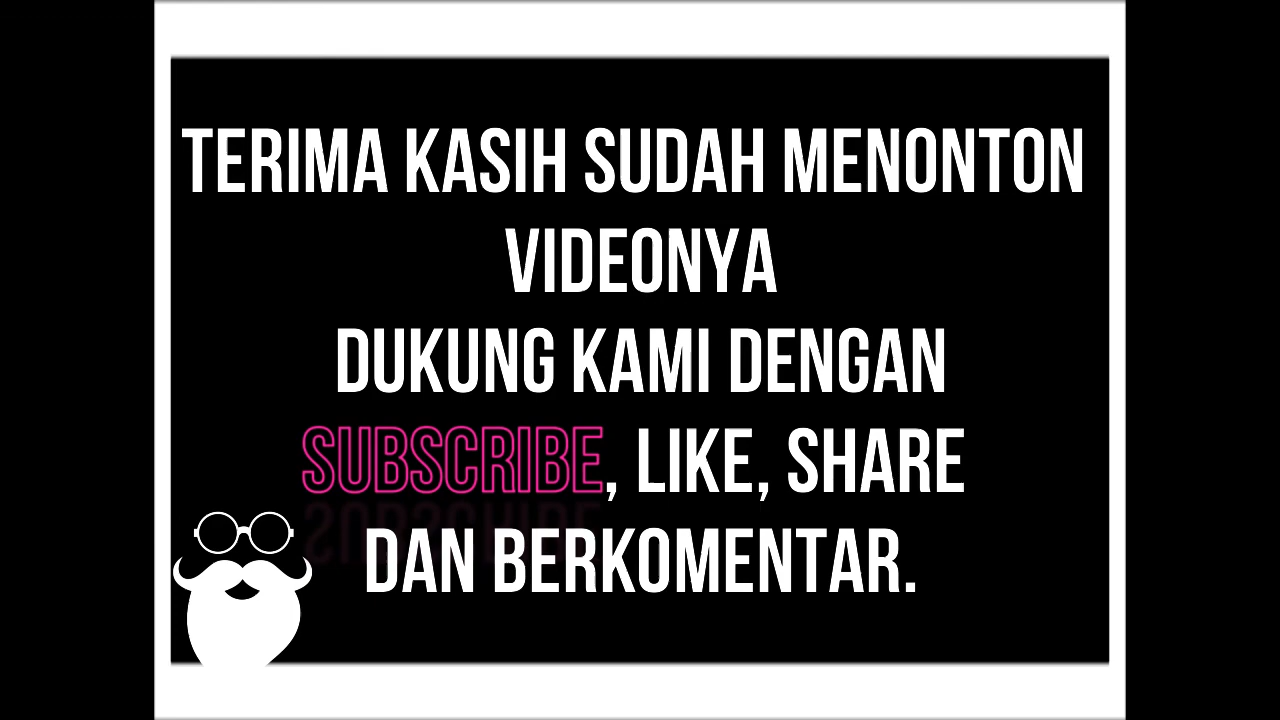 TERIMA KASIH SUDAH MENONTON
VIDEONYA
DUKUNG KAMI DENGAN
SUBSCRIBE, LIKE, SHARE
DAN BERKOMENTAR.